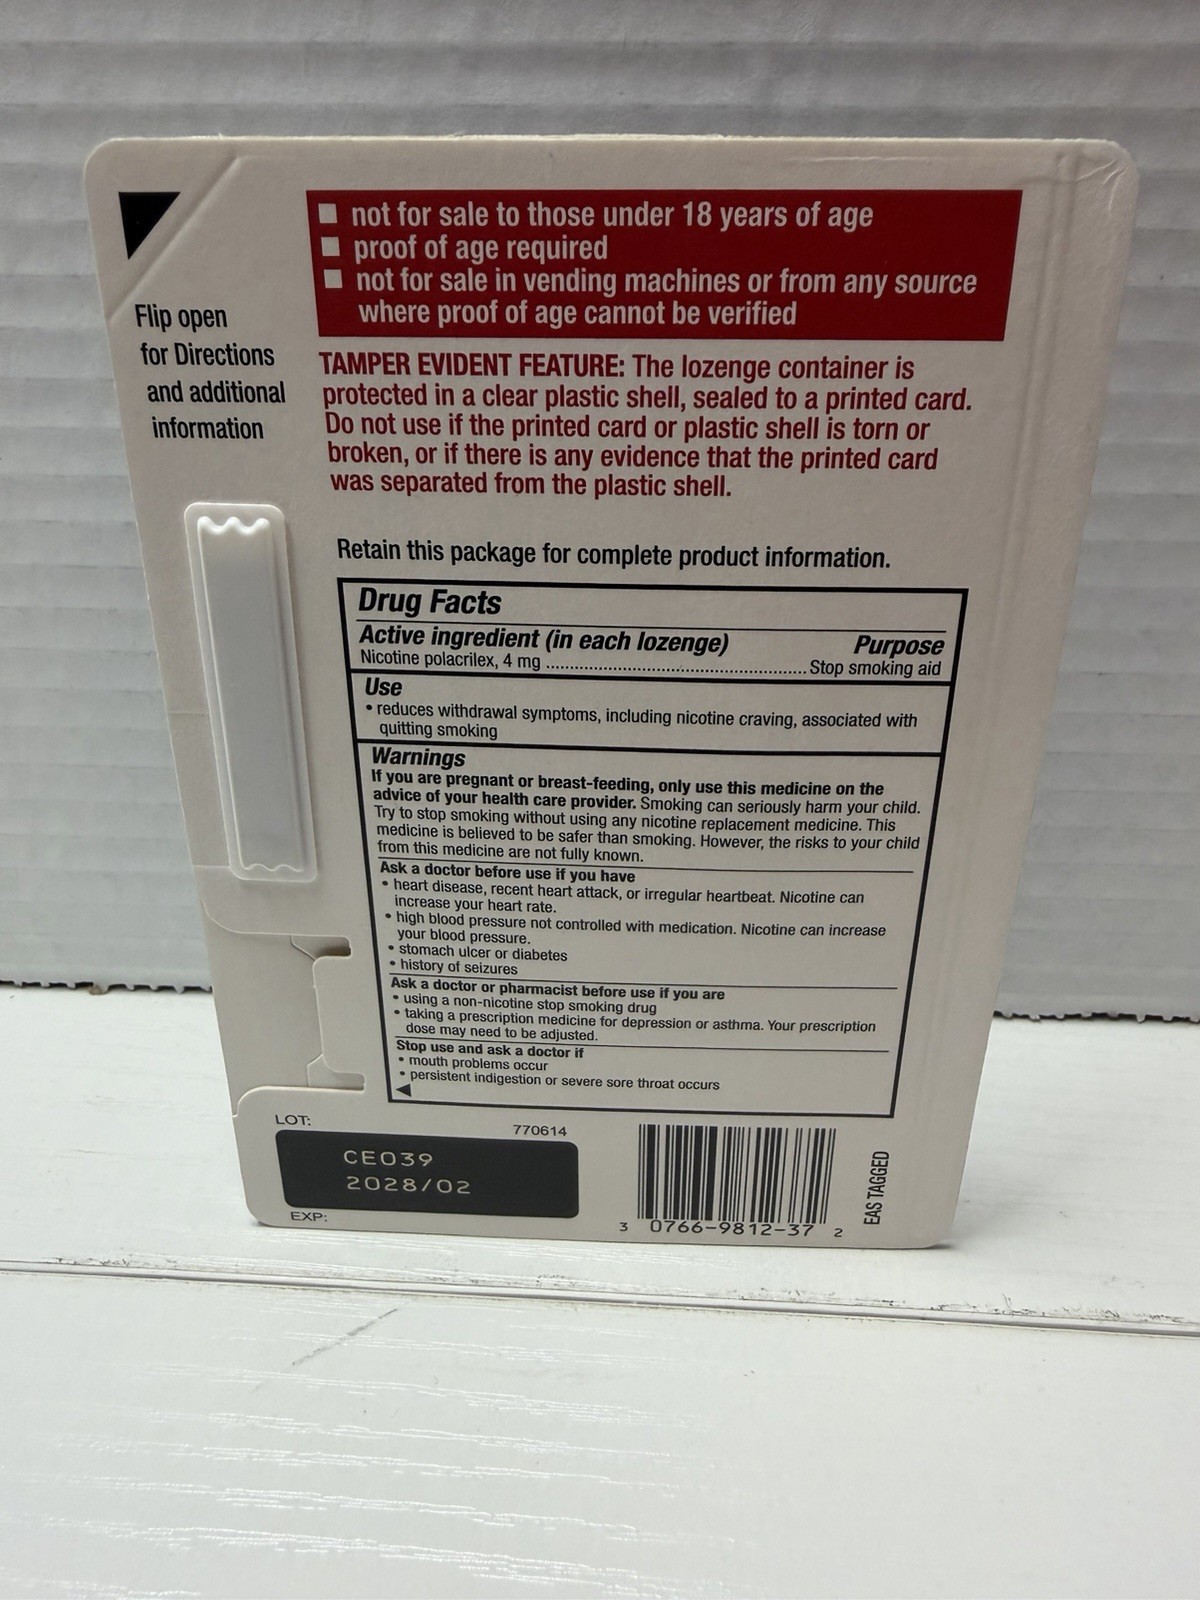 not for sale to those under 18 years of age
proof of age required
not for sale in vending machines or from any source
where proof of age cannot be verified
Flip open
for Directions
and additional
information
TAMPER EVIDENT FEATURE: The lozenge container is
protected in a clear plastic shell, sealed to a printed card.
Do not use if the printed card or plastic shell is torn or
broken, or if there is any evidence that the printed card
was separated from the plastic shell.
Retain this package for complete product information.
Drug Facts
Active ingredient (in each lozenge) Purpose
Nicotine polacrilex, 4 mg ........................................................ Stop smoking aid
Use
• reduces withdrawal symptoms, including nicotine craving, associated with
quitting smoking
Warnings
If you are pregnant or breast-feeding, only use this medicine on the
advice of your health care provider. Smoking can seriously harm your child.
Try to stop smoking without using any nicotine replacement medicine. This
medicine is believed to be safer than smoking. However, the risks to your child
from this medicine are not fully known.
Ask a doctor before use if you have
• heart disease, recent heart attack, or irregular heartbeat. Nicotine can
increase your heart rate.
• high blood pressure not controlled with medication. Nicotine can increase
your blood pressure.
• stomach ulcer or diabetes
• history of seizures
Ask a doctor or pharmacist before use if you are
• using a non-nicotine stop smoking drug
• taking a prescription medicine for depression or asthma. Your prescription
dose may need to be adjusted.
Stop use and ask a doctor if
• mouth problems occur
• persistent indigestion or severe sore throat occurs
LOT:
770614
CE039
2028/02
EXP:
3 0766-9812-37 2
EAS TAGGED